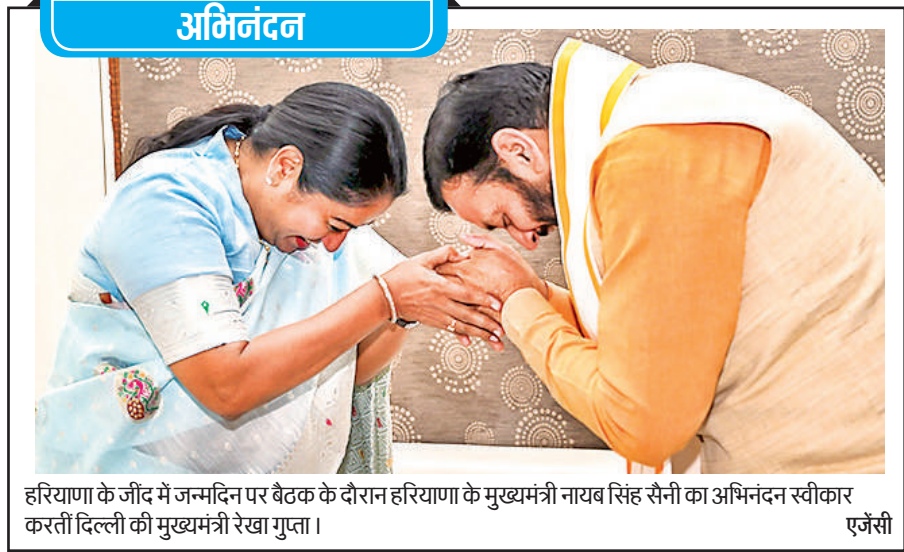 अभिनंदन
हरियाणा के जींद में जन्मदिन पर बैठक के दौरान हरियाणा के मुख्यमंत्री नायब सिंह सैनी का अभिनंदन स्वीकार
करतीं दिल्ली की मुख्यमंत्री रेखा गुप्ता।
एजेंसी